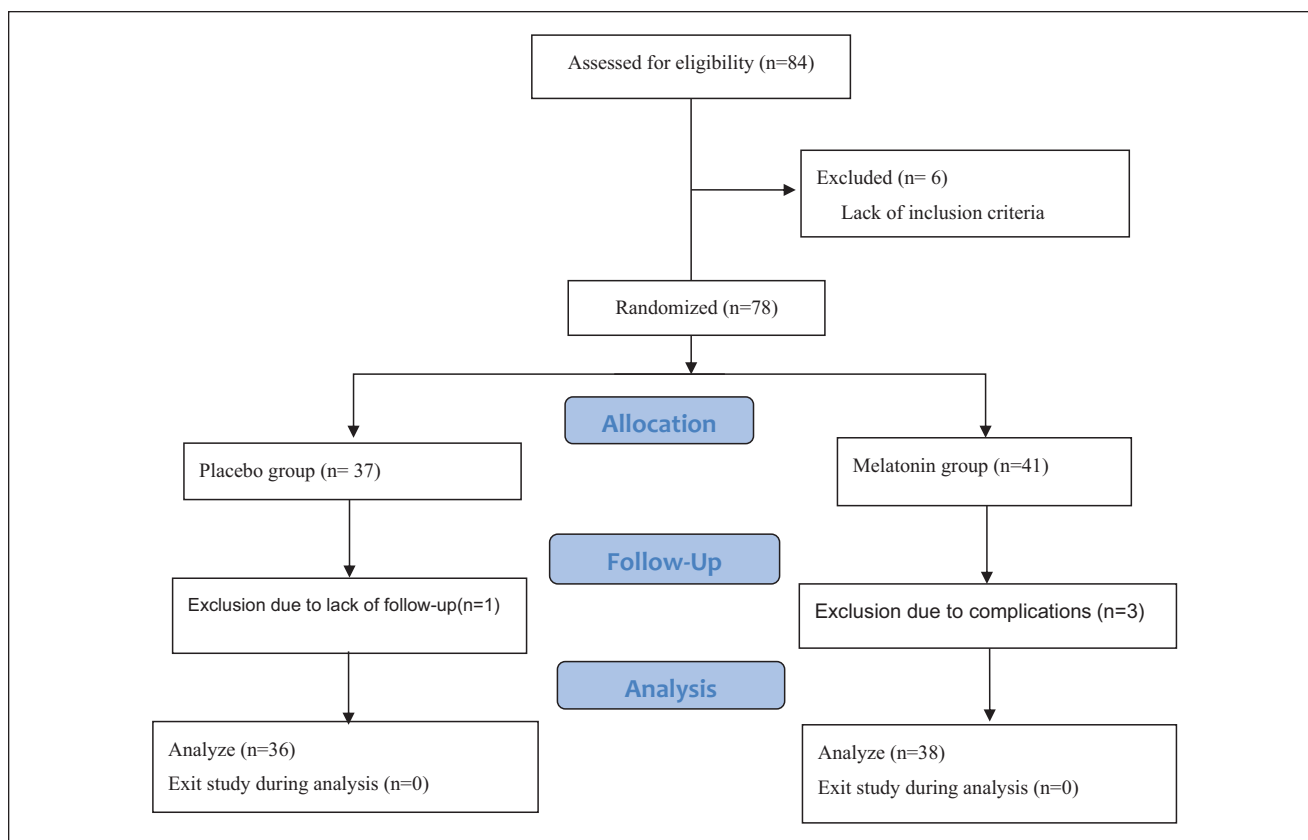 Assessed for eligibility (n=84)
Excluded (n= 6)
Lack of inclusion criteria
Randomized (n=78)
Allocation
Placebo group (n= 37)
Melatonin group (n=41)
Follow-Up
Exclusion due to lack of follow-up(n=1)
Exclusion due to complications (n=3)
Analysis
Analyze (n=36)
Exit study during analysis (n=0)
Analyze (n=38)
Exit study during analysis (n=0)